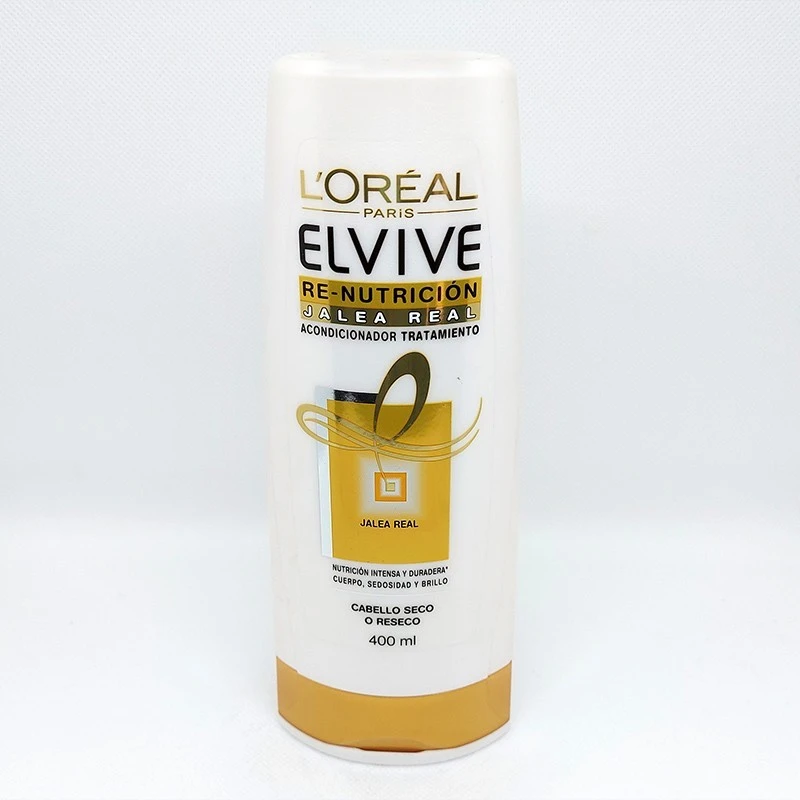 L'ORÉAL
PARIS
ELVIVE
RE-NUTRICIÓN
JALEA REAL
ACONDICIONADOR TRATAMIENTO
JALEA REAL
NUTRICIÓN INTENSA Y DURADERA*
CUERPO, SEDOSIDAD Y BRILLO
CABELLO SECO
O RESECO
400 ml